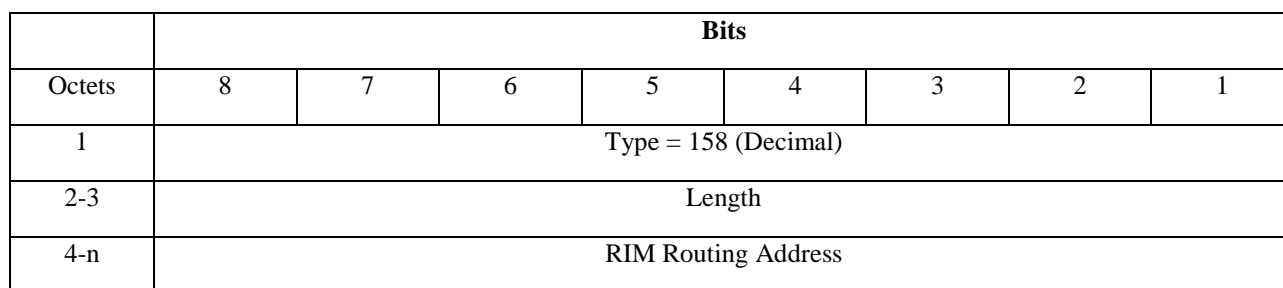 Bits
Octets 8 7 6 5 4 3 2 1
1 Type = 158 (Decimal)
2-3 Length
4-n RIM Routing Address